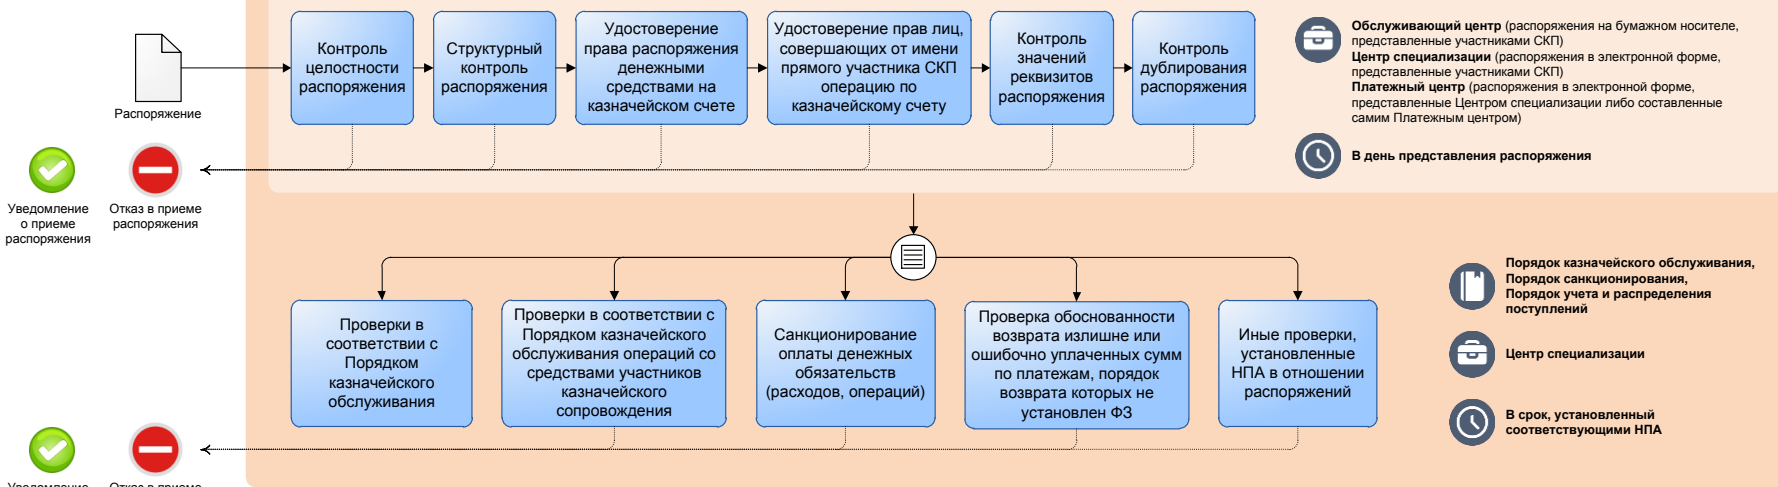 Распоряжение
Контроль
целостности
распоряжения
Структурный
контроль
распоряжения
Удостоверение
права распоряжения
денежными
средствами на
казначейском счете
Удостоверение прав лиц,
совершающих от имени
прямого участника СКП
операцию по
казначейскому счету
Контроль
значений
реквизитов
распоряжения
Контроль
дублирования
распоряжения
Обслуживающий центр (распоряжения на бумажном носителе,
представленные участниками СКП)
Центр специализации (распоряжения в электронной форме,
представленные участниками СКП)
Платежный центр (распоряжения в электронной форме,
представленные Центром специализации либо составленные
самим Платежным центром)
В день представления распоряжения
Уведомление
о приеме
распоряжения
Отказ в приеме
распоряжения
Проверки в
соответствии с
Порядком
казначейского
обслуживания
Проверки в соответствии с
Порядком казначейского
обслуживания операций со
средствами участников
казначейского
сопровождения
Санкционирование
оплаты денежных
обязательств
(расходов, операций)
Проверка обоснованности
возврата излишне или
ошибочно уплаченных сумм
по платежам, порядок
возврата которых не
установлен ФЗ
Иные проверки,
установленные
НПА в отношении
распоряжений
Порядок казначейского обслуживания,
Порядок санкционирования,
Порядок учета и распределения
поступлений
Центр специализации
В срок, установленный
соответствующими НПА
Уведомление
Отказ в приеме